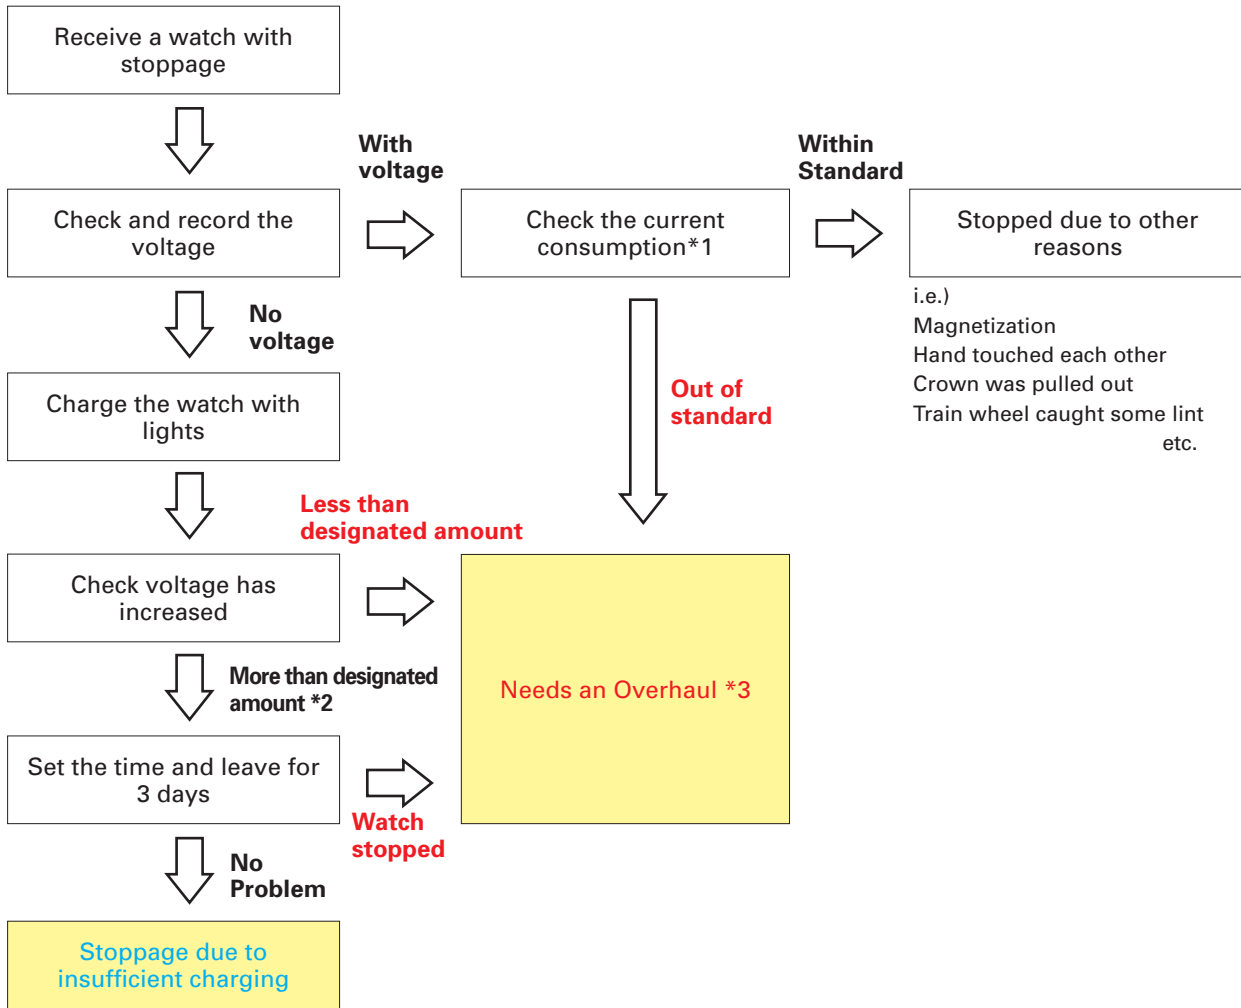 Receive a watch with
stoppage
With
voltage
Within
Standard
Check and record the
voltage
Check the current
consumption*1
Stopped due to other
reasons
i.e.)
Magnetization
Hand touched each other
Crown was pulled out
Train wheel caught some lint
etc.
No
voltage
Out of
standard
Charge the watch with
lights
Less than
designated amount
Check voltage has
increased
Needs an Overhaul *3
More than designated
amount *2
Set the time and leave for
3 days
Watch
stopped
No
Problem
Stoppage due to
insufficient charging